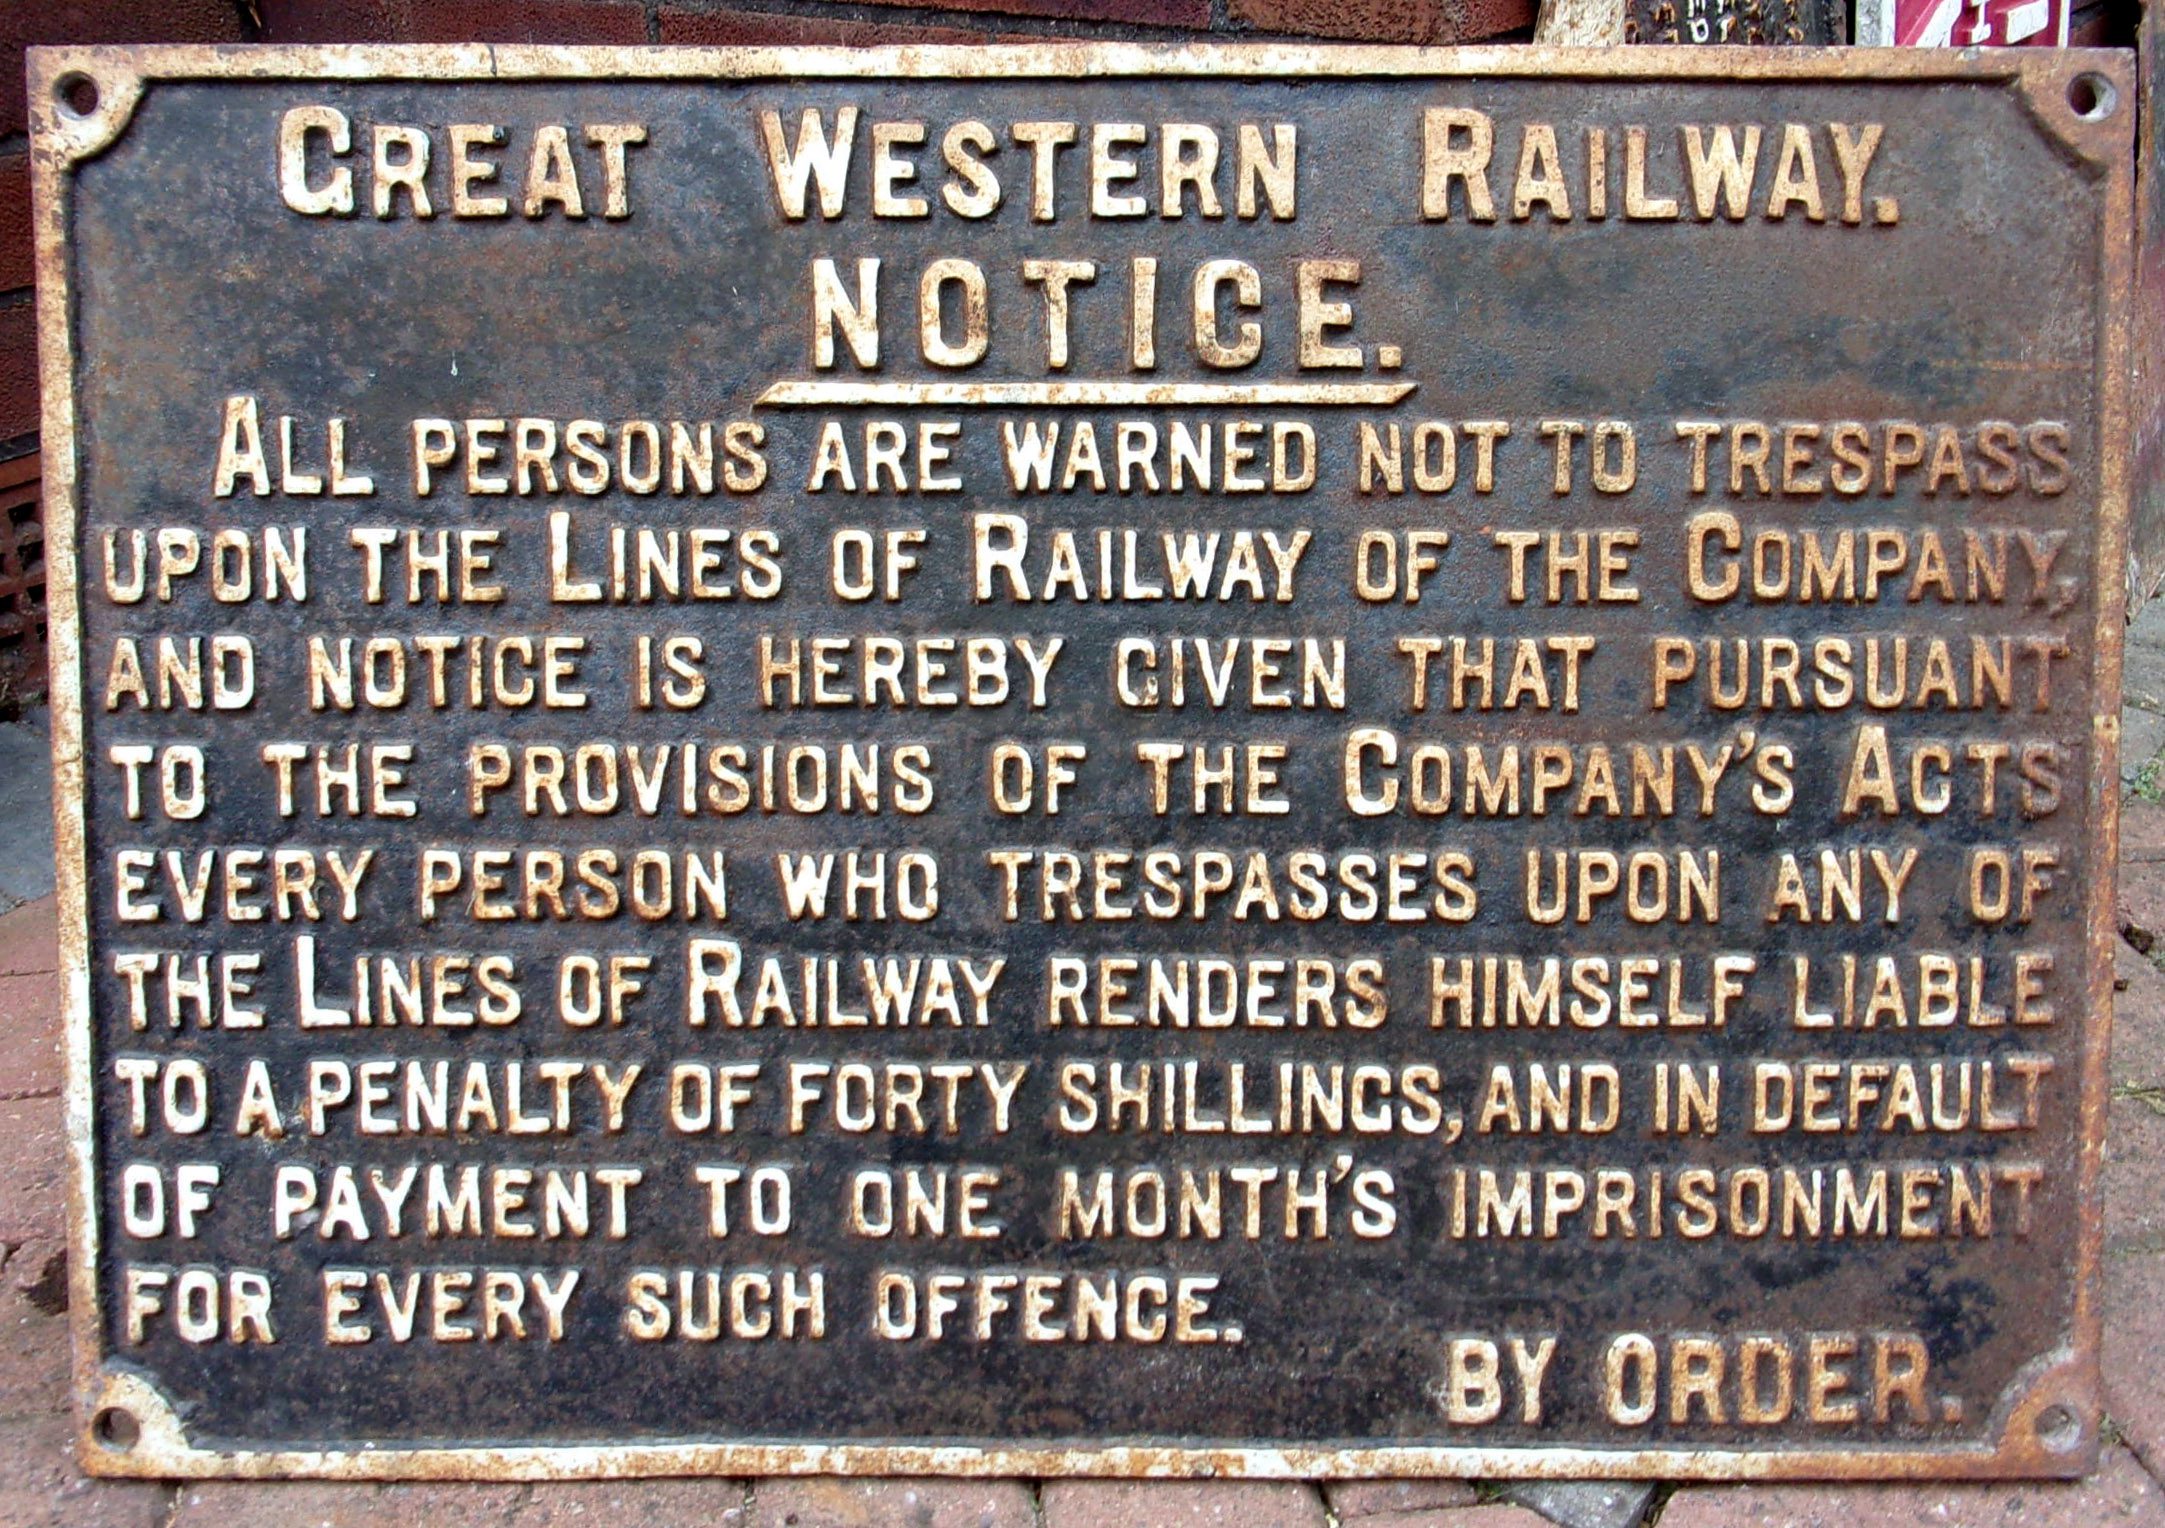 GREAT WESTERN RAILWAY.
NOTICE.
ALL PERSONS ARE WARNED NOT TO TRESPASS
UPON THE LINES OF RAILWAY OF THE COMPANY,
AND NOTICE IS HEREBY GIVEN THAT PURSUANT
TO THE PROVISIONS OF THE COMPANY'S ACTS
EVERY PERSON WHO TRESPASSES UPON ANY OF
THE LINES OF RAILWAY RENDERS HIMSELF LIABLE
TO A PENALTY OF FORTY SHILLINGS, AND IN DEFAULT
OF PAYMENT TO ONE MONTH'S IMPRISONMENT
FOR EVERY SUCH OFFENCE.
BY ORDER.